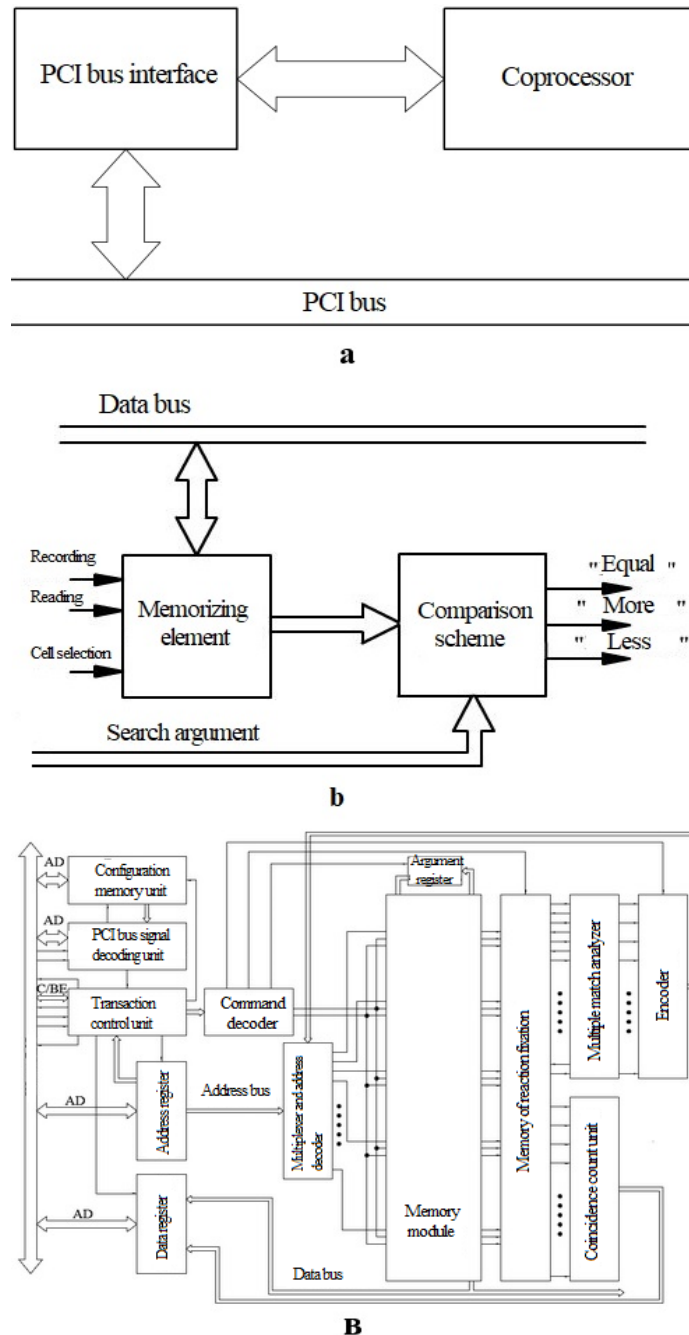 PCI bus interface
Coprocessor
PCI bus
a
Data bus
Recording
Reading
Cell selection
Memorizing
element
Comparison
scheme
" Equal "
" More "
" Less "
Search argument
b
AD
Configuration
memory unit
AD
PCI bus signal
decoding unit
C/BE
Transaction
control unit
Command
decoder
Argument
register
AD
Address register
Address bus
Multiplexer and address
decoder
AD
Data register
Data bus
Memory
module
Memory of reaction fixation
Multiple match analyzer
Encoder
Coincidence count unit
В